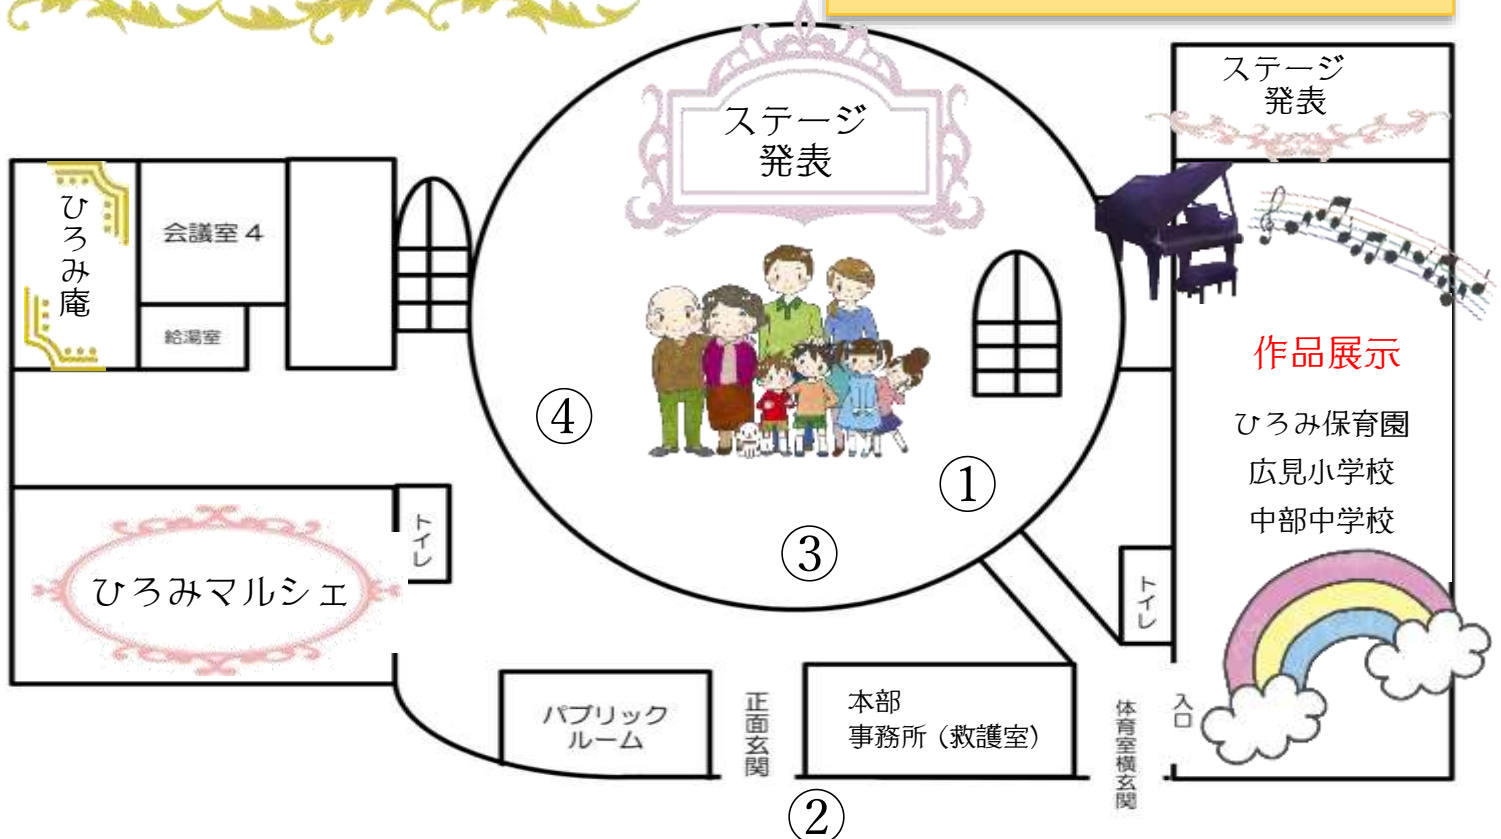 ステージ
発表
ステージ
発表
ひろみ庵
会議室 4
給湯室
作品展示
ひろみ保育園
広見小学校
中部中学校
④
①
③
トイレ
ひろみマルシェ
トイレ
パブリック
ルーム
正面玄関
本部
事務所（救護室）
体育室横玄関
入口
②